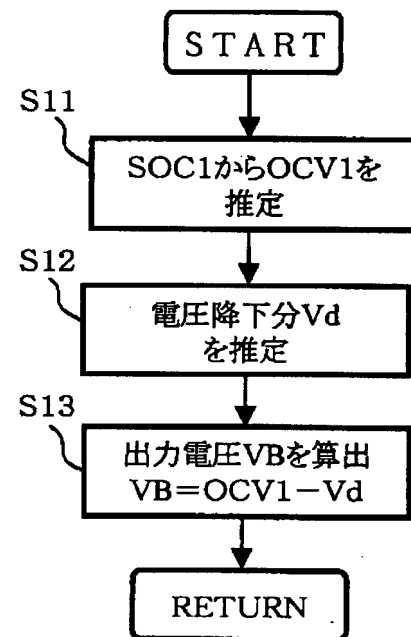 START
S11
SOC1からOCV1を
推定
S12
電圧降下分Vd
を推定
S13
出力電圧VBを算出
VB=OCV1-Vd
RETURN